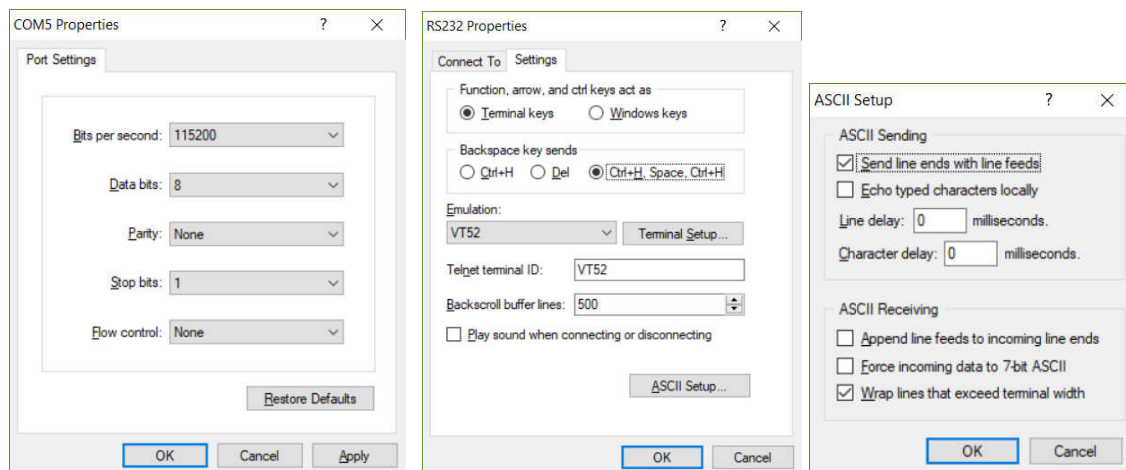 COM5 Properties ?
Port Settings
Bits per second: 115200
Data bits: 8
Parity: None
Stop bits: 1
Flow control: None
Restore Defaults
OK Cancel Apply
RS232 Properties ?
Connect To Settings
Function, arrow, and ctrl keys act as
Terminal keys Windows keys
Backspace key sends
Ctrl+H Del Ctrl+H, Space, Ctrl+H
Emulation:
VT52 Terminal Setup...
Telnet terminal ID: VT52
Backscroll buffer lines: 500
Play sound when connecting or disconnecting
ASCII Setup...
OK Cancel
ASCII Setup ?
ASCII Sending
Send line ends with line feeds
Echo typed characters locally
Line delay: 0 milliseconds.
Character delay: 0 milliseconds.
ASCII Receiving
Append line feeds to incoming line ends
Force incoming data to 7-bit ASCII
Wrap lines that exceed terminal width
OK Cancel